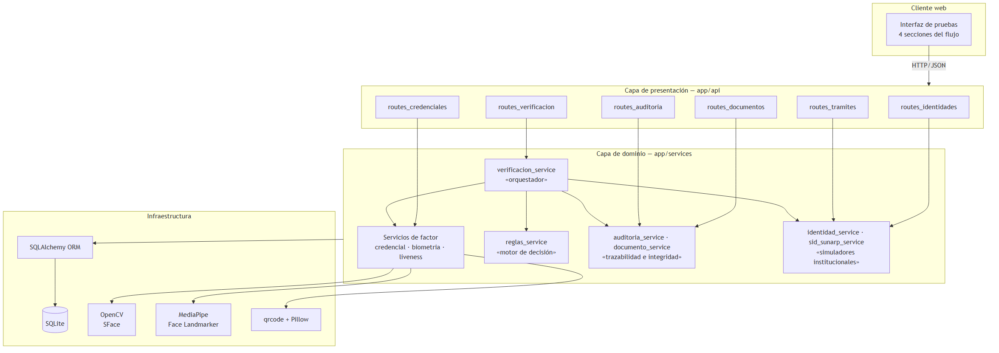 Cliente web
Interfaz de pruebas
4 secciones del flujo
HTTP/JSON
Capa de presentación — app/api
routes_credenciales
routes_verificacion
routes_auditoria
routes_documentos
routes_tramites
routes_identidades
Capa de dominio — app/services
verificacion_service
«orquestador»
Servicios de factor
credencial · biometria ·
liveness
reglas_service
«motor de decisión»
auditoria_service ·
documento_service
«trazabilidad e integridad»
identidad_service ·
sid_sunarp_service
«simuladores
institucionales»
Infraestructura
SQLAlchemy ORM
SQLite
OpenCV
SFace
MediaPipe
Face Landmarker
qrcode + Pillow